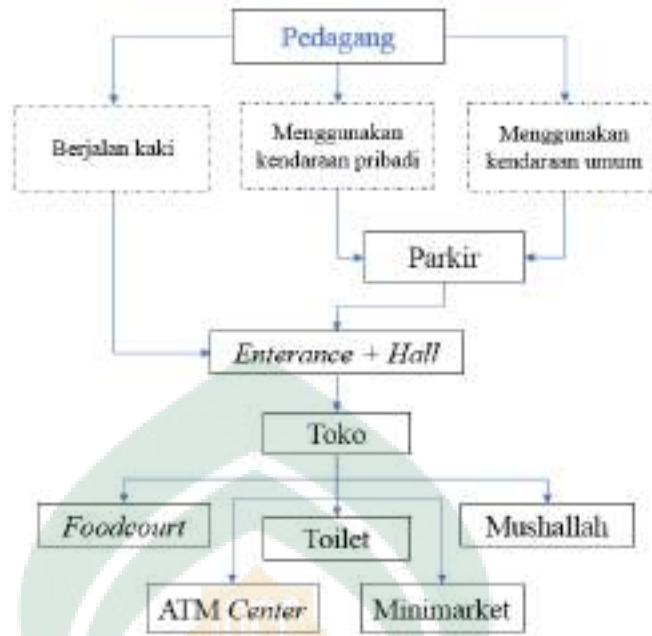 Pedagang
Berjalan kaki
Menggunakan
kendaraan pribadi
Menggunakan
kendaraan umum
Parkir
Enterance + Hall
Toko
Foodcourt
Toilet
Mushallah
ATM Center
Minimarket